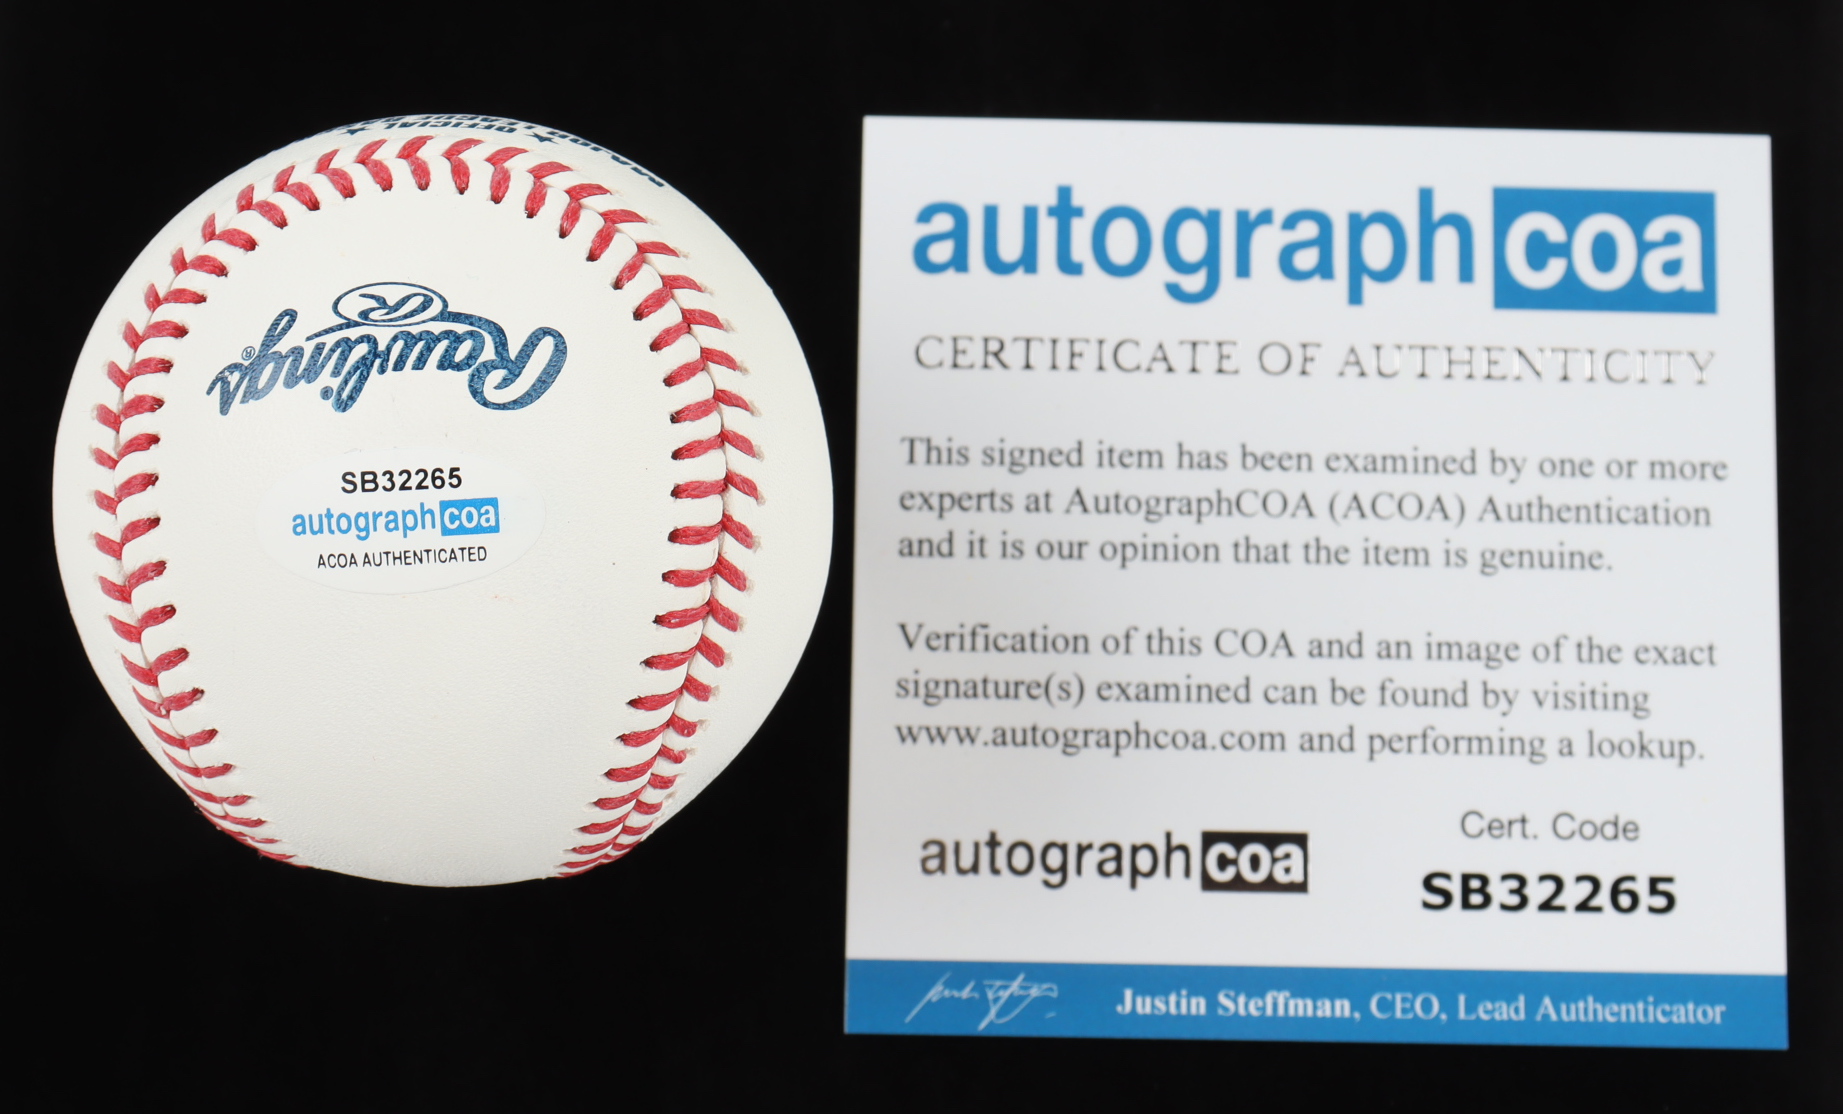 OFFICIAL
Rawlings
R
®
SB32265
autographcoa
ACOA AUTHENTICATED
autographcoa
CERTIFICATE OF AUTHENTICITY
This signed item has been examined by one or more
experts at AutographCOA (ACOA) Authentication
and it is our opinion that the item is genuine.
Verification of this COA and an image of the exact
signature(s) examined can be found by visiting
www.autographcoa.com and performing a lookup.
autographcoa
Cert. Code
SB32265
Justin Steffman, CEO, Lead Authenticator